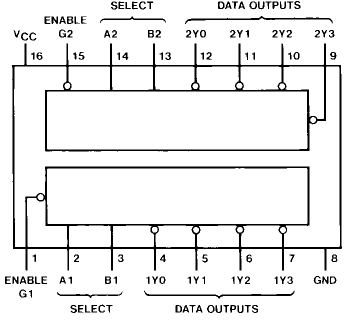 SELECT DATA OUTPUTS
ENABLE
VCC G2 A2 B2 2Y0 2Y1 2Y2 2Y3
16 15 14 13 12 11 10 9
1 2 3 4 5 6 7 8
ENABLE A1 B1 1Y0 1Y1 1Y2 1Y3 GND
G1
SELECT DATA OUTPUTS